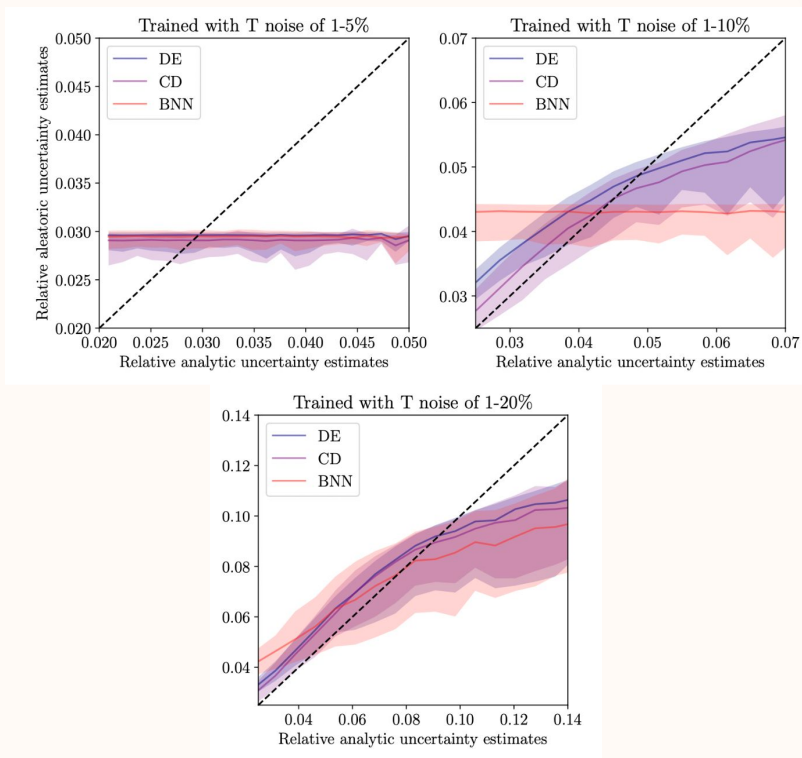 Trained with T noise of 1-5%
0.050
0.045
0.040
0.035
0.030
0.025
0.020
Relative aleatoric uncertainty estimates
DE
CD
BNN
0.020 0.025 0.030 0.035 0.040 0.045 0.050
Relative analytic uncertainty estimates
Trained with T noise of 1-10%
0.07
0.06
0.05
0.04
0.03
DE
CD
BNN
0.03 0.04 0.05 0.06 0.07
Relative analytic uncertainty estimates
Trained with T noise of 1-20%
0.14
0.12
0.10
0.08
0.06
0.04
DE
CD
BNN
0.04 0.06 0.08 0.10 0.12 0.14
Relative analytic uncertainty estimates